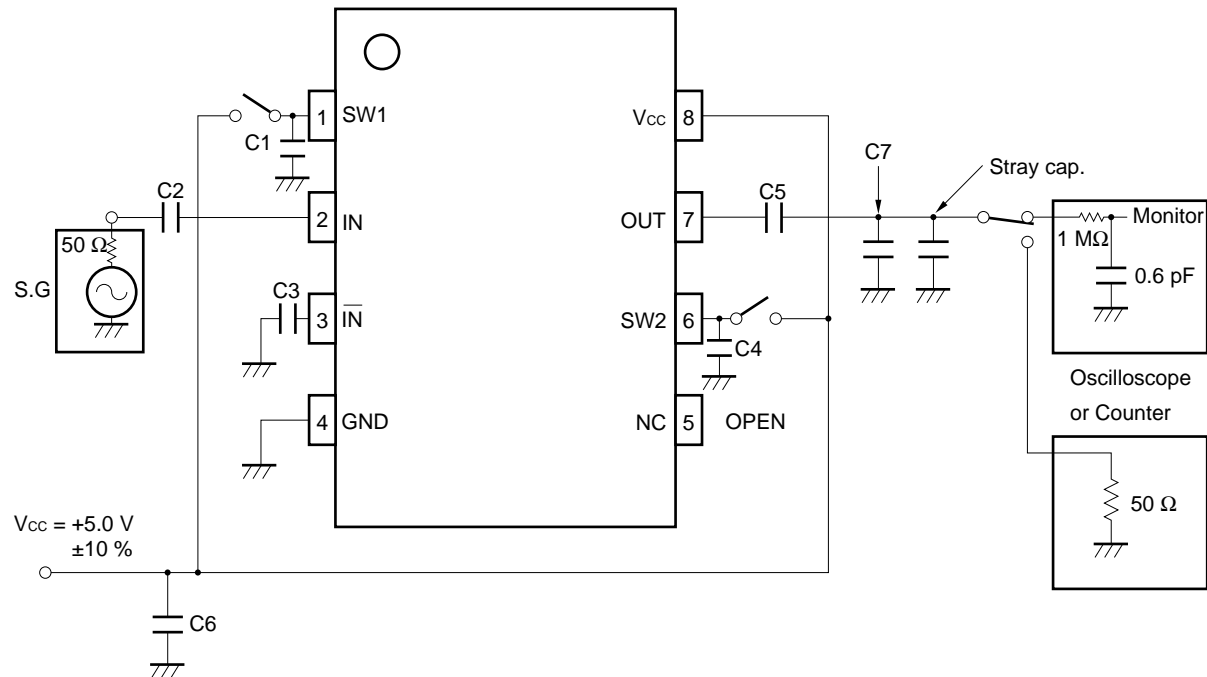 1 SW1
C1
C2
2 IN
50 Ω
S.G
C3
3 I̅N̅
4 GND
VCC 8
OUT 7
SW2 6
NC 5 OPEN
C5
C7
Stray cap.
C4
Monitor
1 MΩ
0.6 pF
Oscilloscope
or Counter
50 Ω
VCC = +5.0 V
±10 %
C6